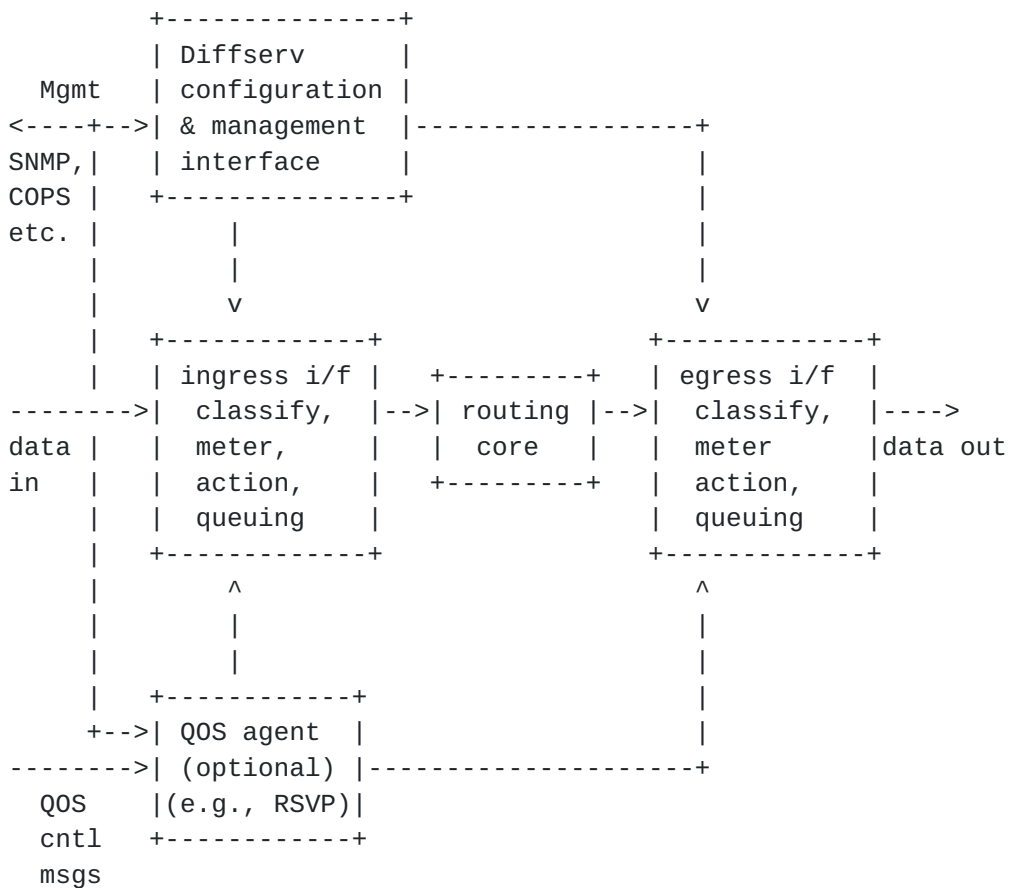 Diffserv
Mgmt configuration
& management
SNMP, interface
COPS
etc.
ingress i/f egress i/f
classify, routing classify,
data meter, core meter data out
in action, action,
queuing queuing
QOS agent
(optional)
QOS (e.g., RSVP)
cntl
msgs